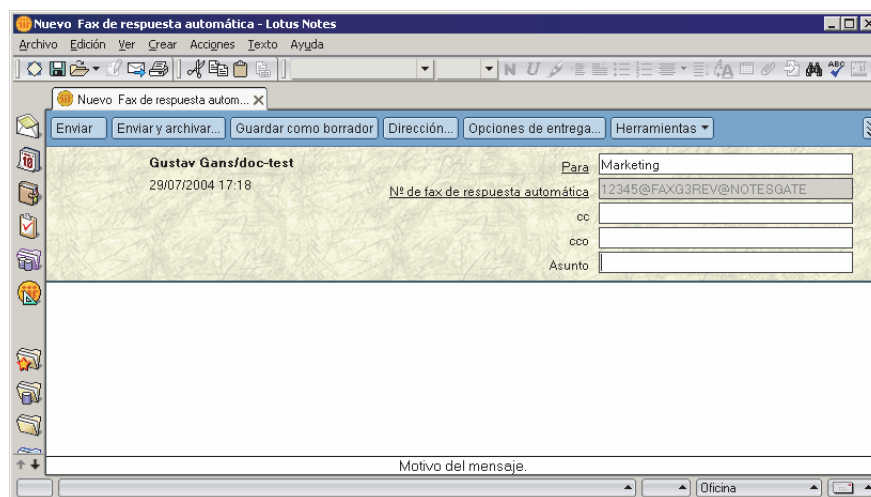 Nuevo Fax de respuesta automática - Lotus Notes
Archivo Edición Ver Crear Acciones Texto Ayuda
N U
ABC
Nuevo Fax de respuesta autom...
Enviar Enviar y archivar... Guardar como borrador Dirección... Opciones de entrega... Herramientas
18
Gustav Gans/doc-test
29/07/2004 17:18
Para Marketing
Nº de fax de respuesta automática 12345@FAXG3REV@NOTESGATE
cc
cco
Asunto
Motivo del mensaje.
Oficina